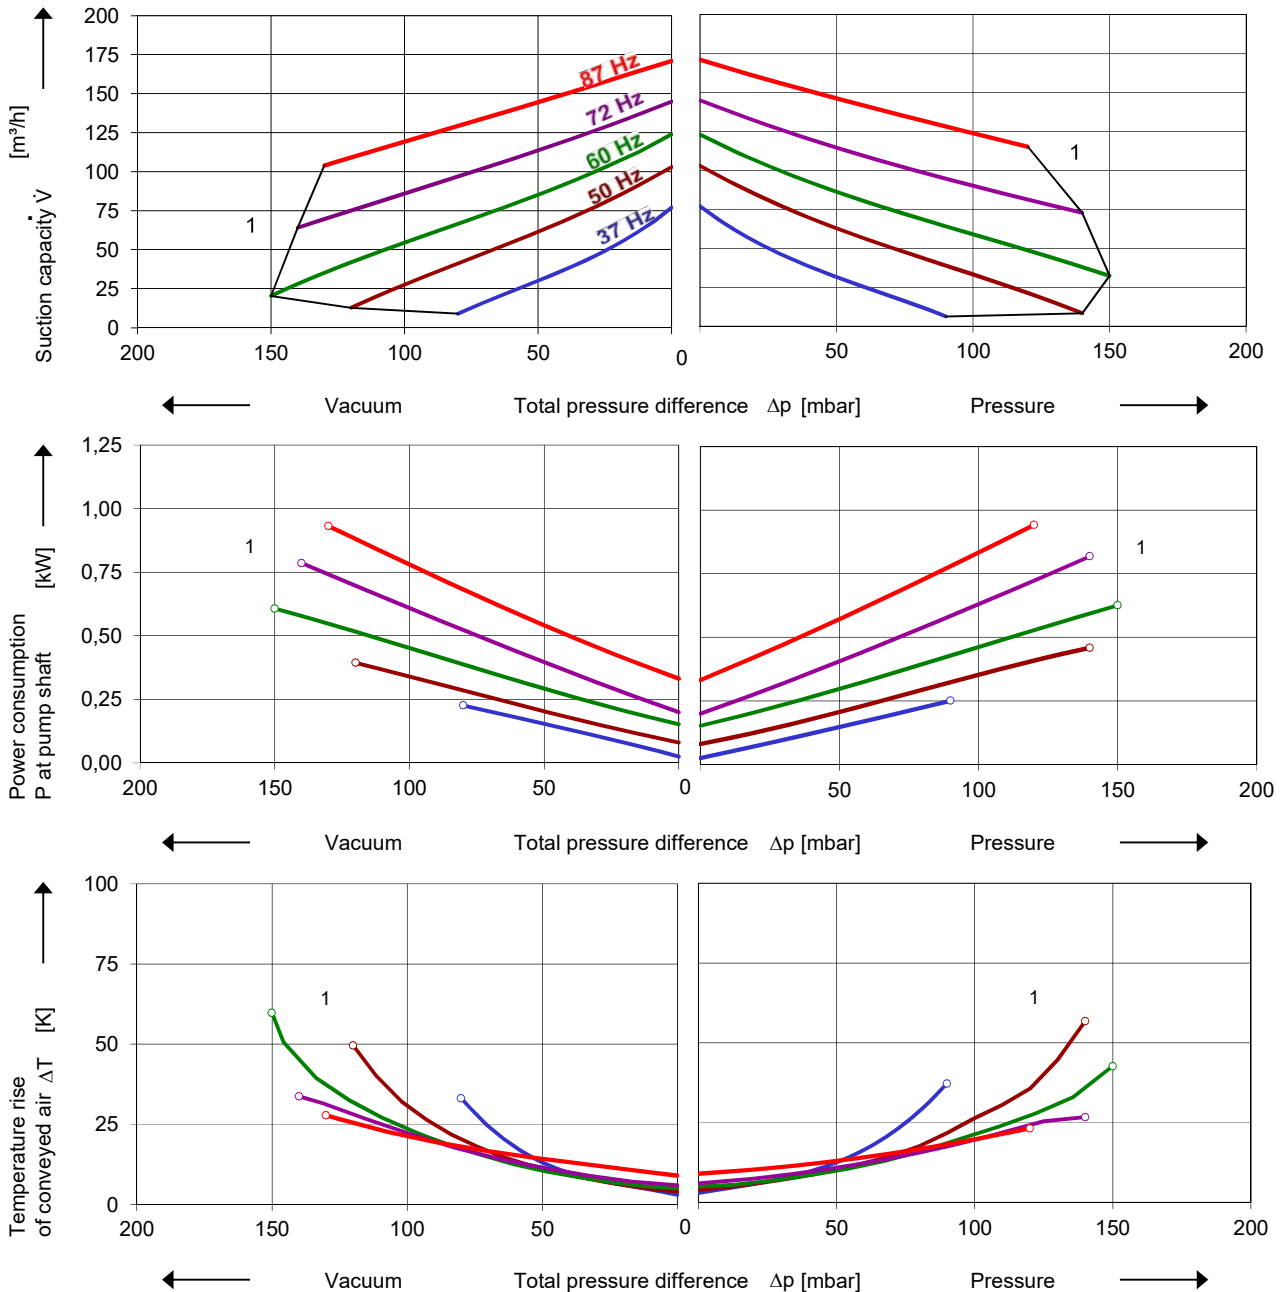 200
175
150
125
100
75
50
25
0
Suction capacity V̇ [m³/h]
87 Hz
72 Hz
60 Hz
50 Hz
37 Hz
1
1
200 150 100 50 0 50 100 150 200
Vacuum Total pressure difference Δp [mbar] Pressure
1,25
1,00
0,75
0,50
0,25
0,00
Power consumption
P at pump shaft [kW]
1
1
200 150 100 50 0 50 100 150 200
Vacuum Total pressure difference Δp [mbar] Pressure
100
75
50
25
0
Temperature rise
of conveyed air ΔT [K]
1
1
200 150 100 50 0 50 100 150 200
Vacuum Total pressure difference Δp [mbar] Pressure